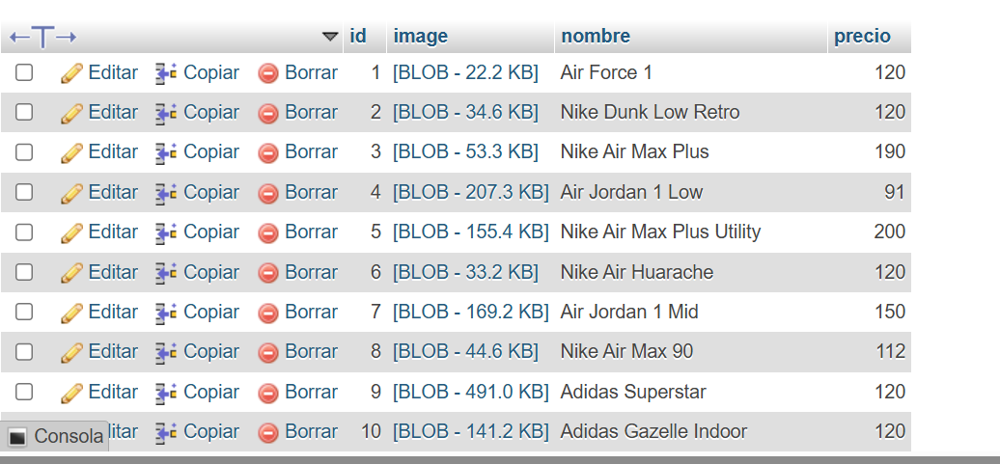 id image nombre precio
Editar Copiar Borrar 1 [BLOB - 22.2 KB] Air Force 1 120
Editar Copiar Borrar 2 [BLOB - 34.6 KB] Nike Dunk Low Retro 120
Editar Copiar Borrar 3 [BLOB - 53.3 KB] Nike Air Max Plus 190
Editar Copiar Borrar 4 [BLOB - 207.3 KB] Air Jordan 1 Low 91
Editar Copiar Borrar 5 [BLOB - 155.4 KB] Nike Air Max Plus Utility 200
Editar Copiar Borrar 6 [BLOB - 33.2 KB] Nike Air Huarache 120
Editar Copiar Borrar 7 [BLOB - 169.2 KB] Air Jordan 1 Mid 150
Editar Copiar Borrar 8 [BLOB - 44.6 KB] Nike Air Max 90 112
Editar Copiar Borrar 9 [BLOB - 491.0 KB] Adidas Superstar 120
itar Copiar Borrar 10 [BLOB - 141.2 KB] Adidas Gazelle Indoor 120
Consola